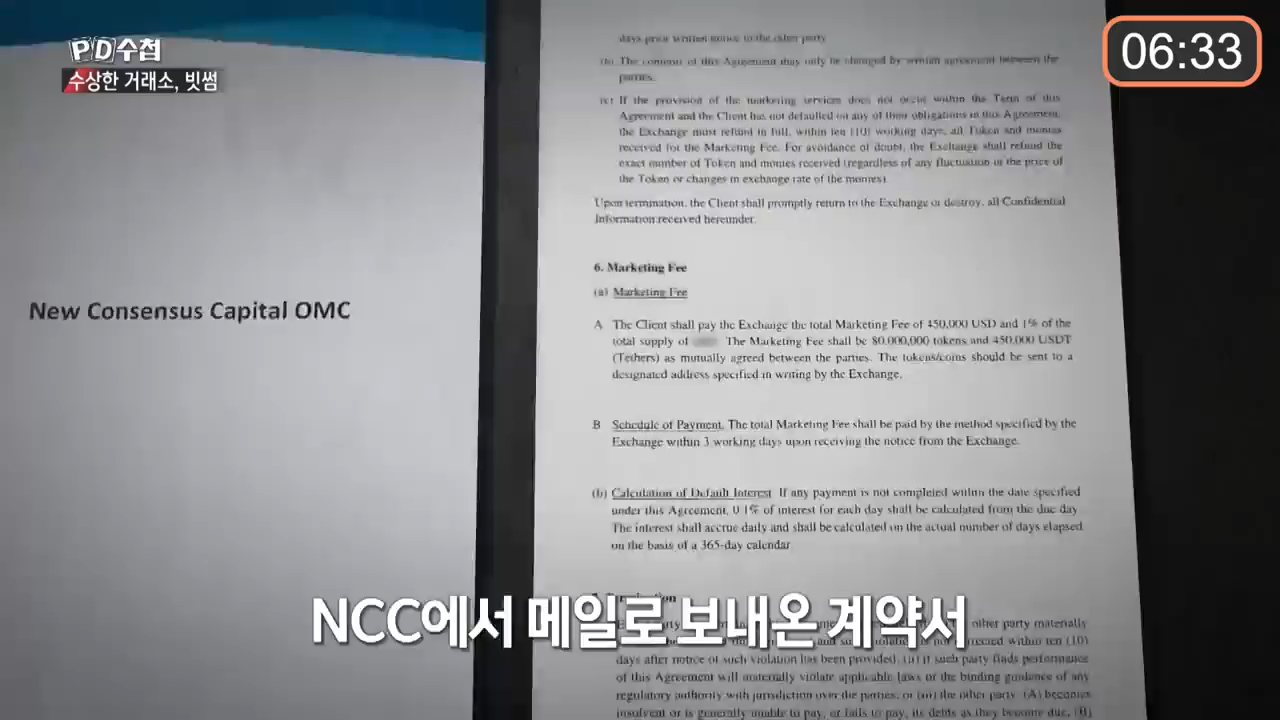 PD수첩
수상한 거래소, 빗썸
06:33
New Consensus Capital OMC
days prior written notice to the other party
(b) The contents of this Agreement may only be changed by written agreement between the
parties.
(c) If the provision of the marketing services does not occur within the Term of this
Agreement and the Client has not defaulted on any of their obligations in this Agreement,
the Exchange must refund in full, within ten (10) working days, all Token and monies
received for the Marketing Fee. For avoidance of doubt, the Exchange shall refund the
exact number of Token and monies received (regardless of any fluctuation in the price of
the Token or changes in exchange rate of the monies)
Upon termination, the Client shall promptly return to the Exchange or destroy, all Confidential
Information received hereunder.
6. Marketing Fee
(a) Marketing Fee
A The Client shall pay the Exchange the total Marketing Fee of 450,000 USD and 1% of the
total supply of The Marketing Fee shall be 80,000,000 tokens and 450,000 USDT
(Tethers) as mutually agreed between the parties. The tokens/coins should be sent to a
designated address specified in writing by the Exchange.
B Schedule of Payment. The total Marketing Fee shall be paid by the method specified by the
Exchange within 3 working days upon receiving the notice from the Exchange.
(b) Calculation of Default Interest If any payment is not completed within the date specified
under this Agreement, 0.1% of interest for each day shall be calculated from the due day
The interest shall accrue daily and shall be calculated on the actual number of days elapsed
on the basis of a 365-day calendar
NCC에서 메일로 보내온 계약서
other party materially
within ten (10)
days after notice of such violation has been provided, (ii) if such party finds performance
of this Agreement will materially violate applicable laws or the binding guidance of any
regulatory authority with jurisdiction over the parties, or (iii) the other party (A) becomes
insolvent or is generally unable to pay, or fails to pay, its debts as they become due, (B)